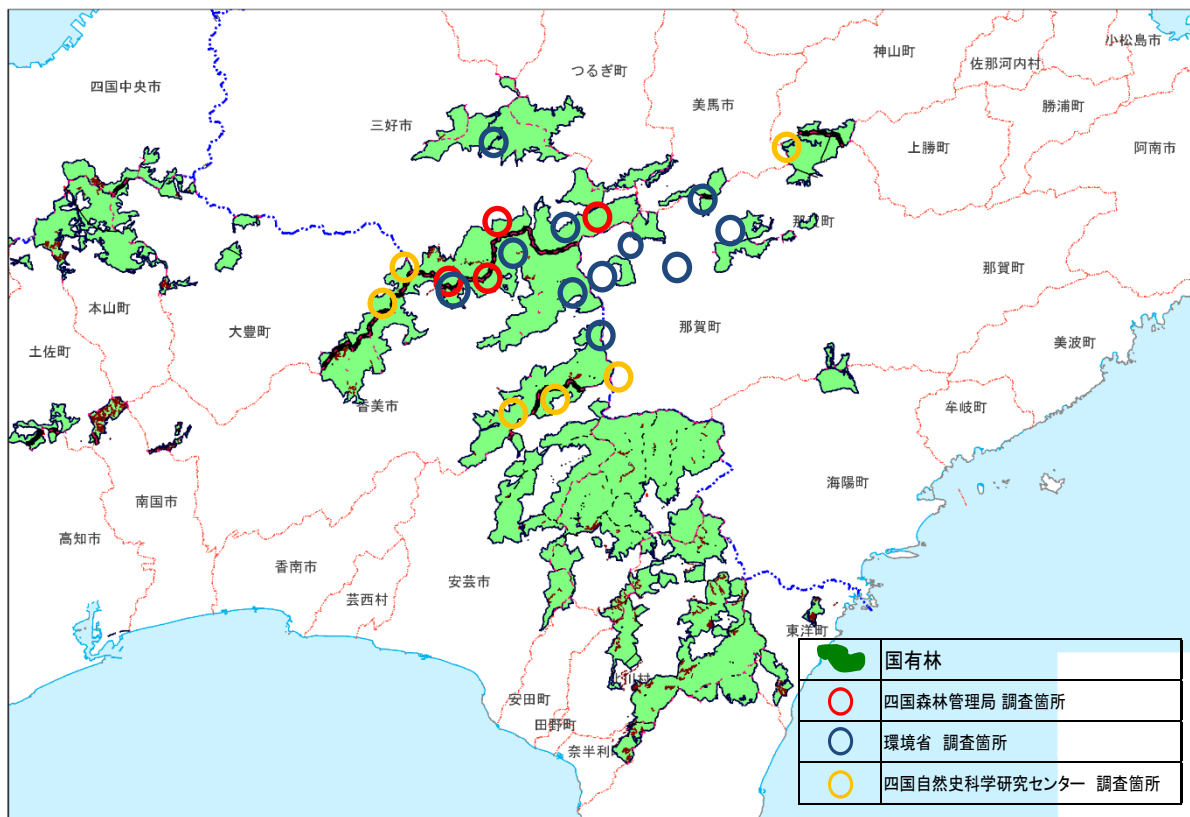 小松島市
神山町
佐那河内村
つるぎ町
四国中央市
美馬市
勝浦町
三好市
上勝町
阿南市
那賀町
那賀町
本山町
大豊町
那賀町
土佐町
美波町
香美市
牟岐町
海陽町
南国市
高知市
香南市
安芸市
芸西村
東洋町
国有林
北川村
安田町
四国森林管理局 調査箇所
田野町
環境省 調査箇所
奈半利
四国自然史科学研究センター 調査箇所